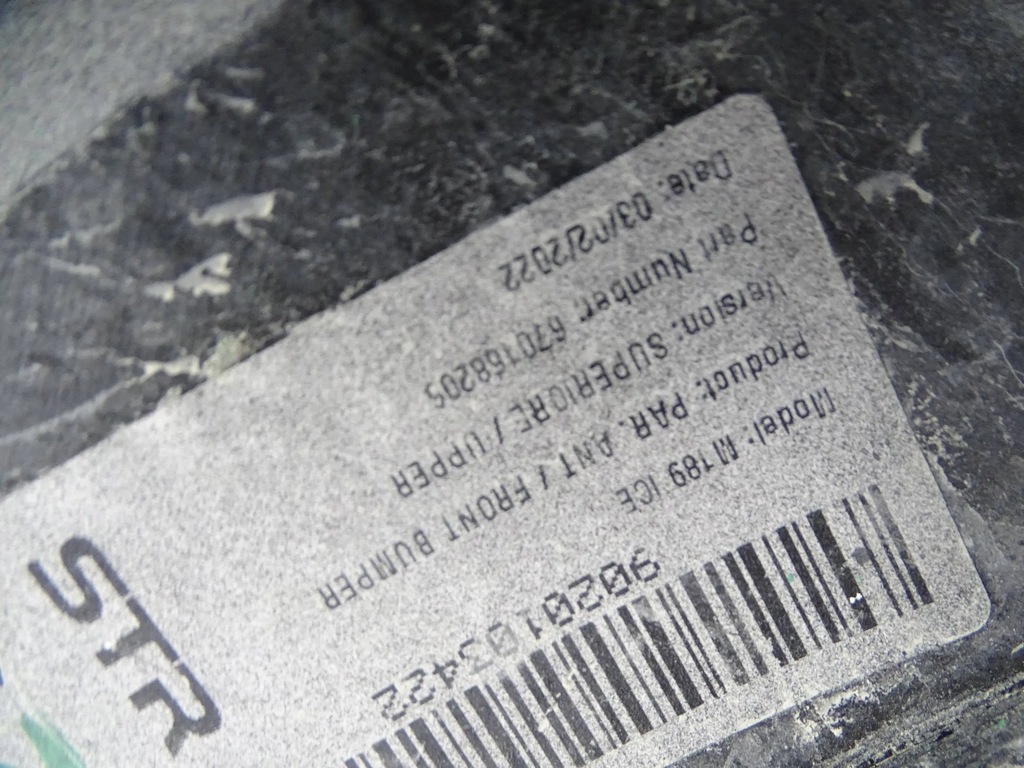 9020103422
Model: M189 ICE
Product: PAR. ANT / FRONT BUMPER
Version: SUPERIORE / UPPER
Part Number: 670168205
Date: 03/02/2022
STR